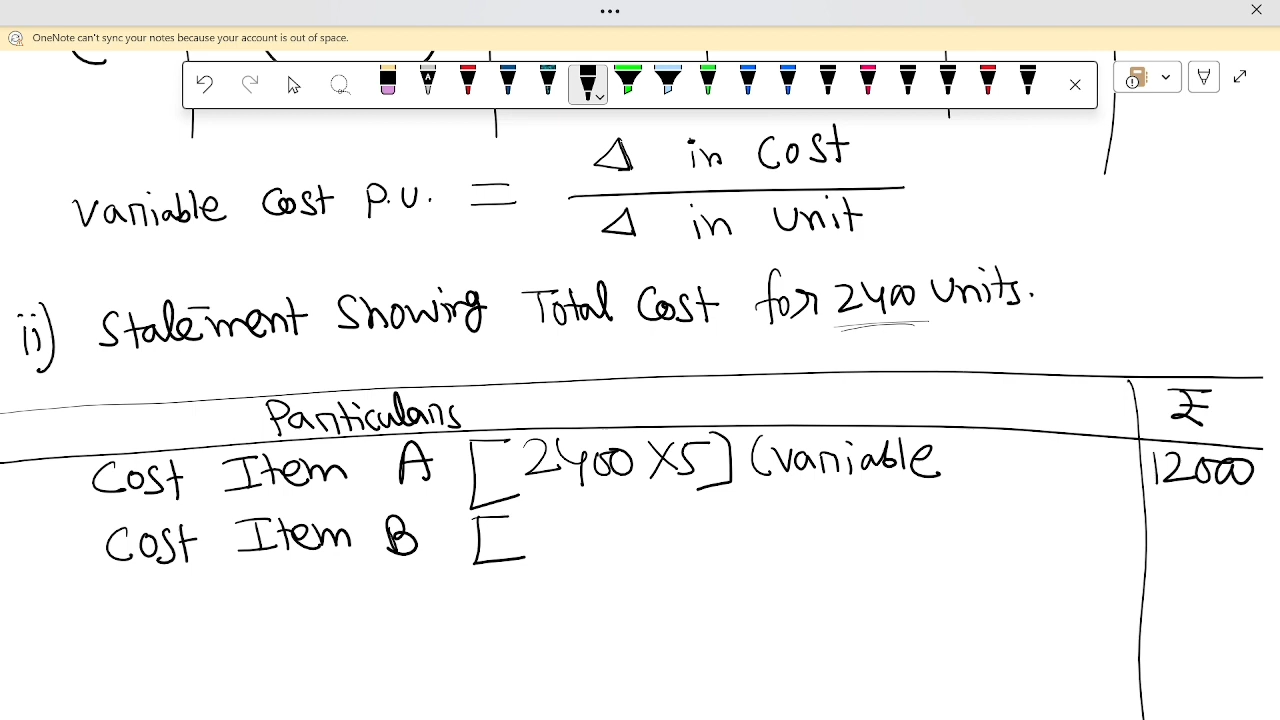 OneNote can't sync your notes because your account is out of space.
Variable Cost p.u. = Δ in Cost
Δ in unit
ii) Statement Showing Total Cost for 2400 units.
Particulars ₹
Cost Item A [2400 X 5] (variable 12000
Cost Item B [